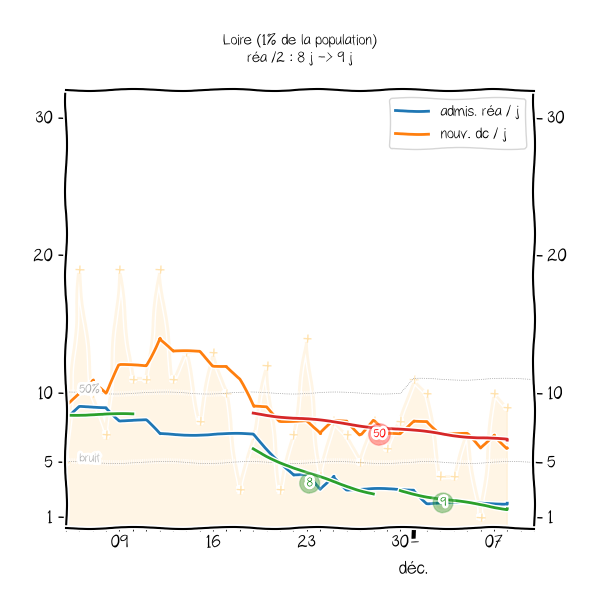 Loire (1% de la population)
réa /2 : 8 j -> 9 j
admis. réa / j
nouv. dc / j
30 30
20 20
10 10
5 5
1 1
50%
bruit
50
8
9
09 16 23 30 07
déc.